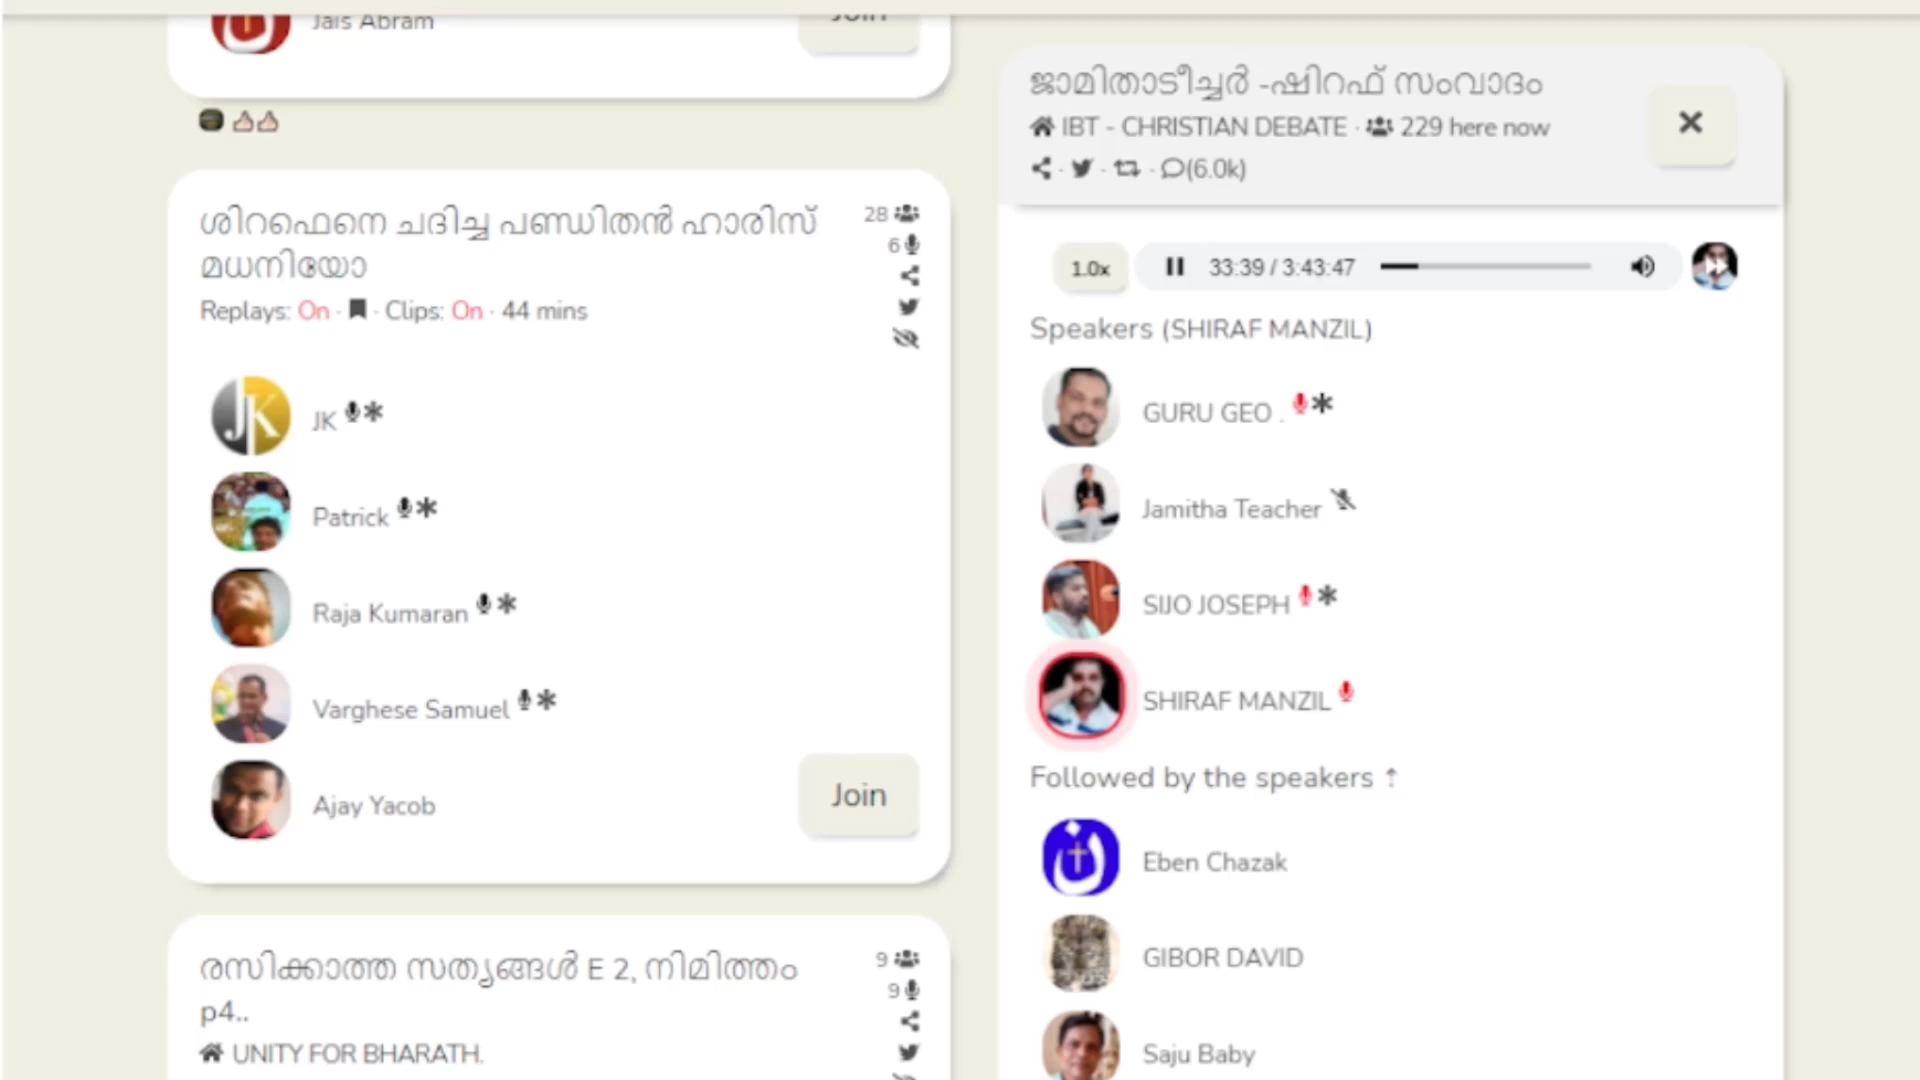 Jais Abram
Join
ശിറഫെനെ ചദിച്ച പണ്ഡിതൻ ഹാരിസ്
മധനിയോ
28
6
Replays: On · Clips: On · 44 mins
JK
Patrick
Raja Kumaran
Varghese Samuel
Ajay Yacob
Join
രസിക്കാത്ത സത്യങ്ങൾ E 2, നിമിത്തം
p4..
9
9
UNITY FOR BHARATH.
ജാമിതാടീച്ചർ -ഷിറഫ് സംവാദം
IBT - CHRISTIAN DEBATE · 229 here now
(6.0k)
1.0x
33:39 / 3:43:47
Speakers (SHIRAF MANZIL)
GURU GEO .
Jamitha Teacher
SIJO JOSEPH
SHIRAF MANZIL
Followed by the speakers ↑
Eben Chazak
GIBOR DAVID
Saju Baby